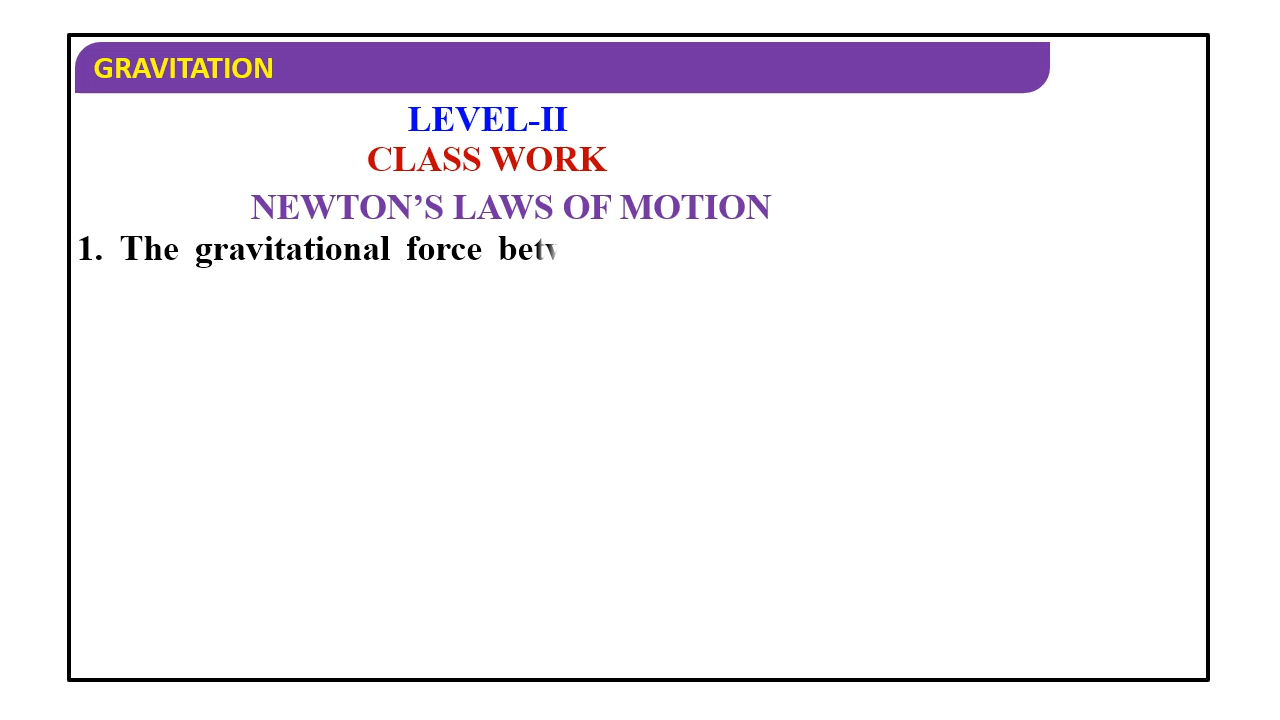 GRAVITATION
LEVEL-II
CLASS WORK
NEWTON’S LAWS OF MOTION
1. The gravitational force